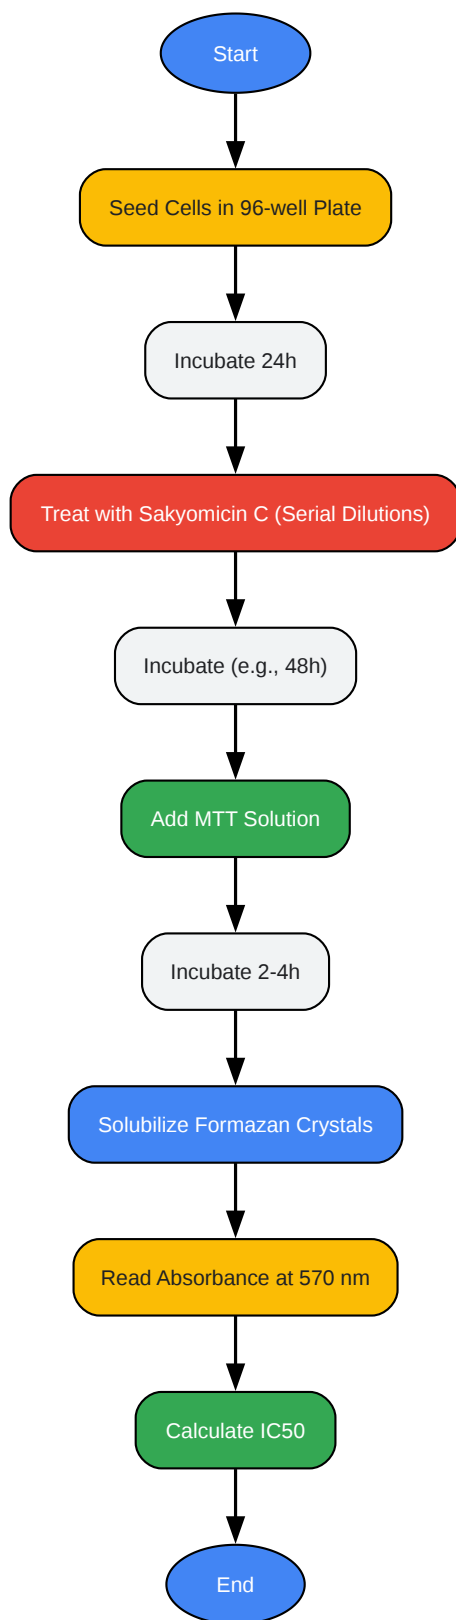 Start
Seed Cells in 96-well Plate
Incubate 24h
Treat with Sakyomicin C (Serial Dilutions)
Incubate (e.g., 48h)
Add MTT Solution
Incubate 2-4h
Solubilize Formazan Crystals
Read Absorbance at 570 nm
Calculate IC50
End